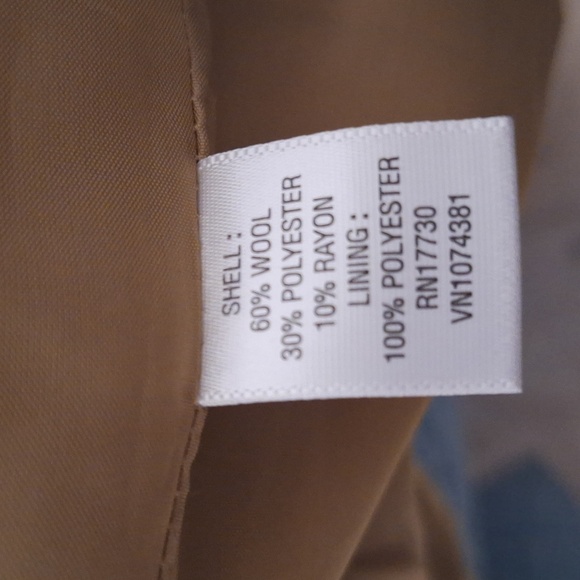 SHELL:
60% WOOL
30% POLYESTER
10% RAYON
LINING:
100% POLYESTER
RN17730
VN1074381